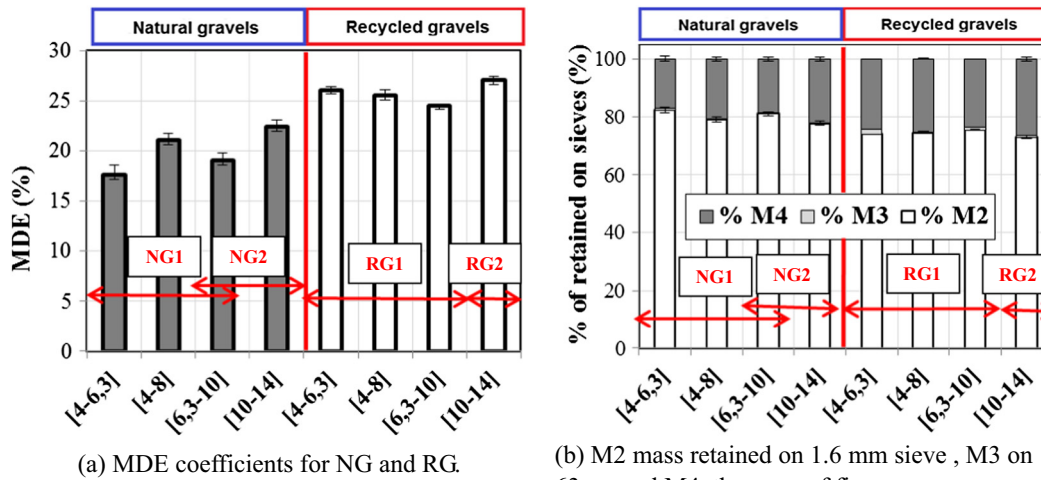 Natural gravels
Recycled gravels
MDE (%)
30
25
20
15
10
5
0
NG1
NG2
RG1
RG2
[4-6,3]
[4-8]
[6,3-10]
[10-14]
[4-6,3]
[4-8]
[6,3-10]
[10-14]
(a) MDE coefficients for NG and RG.
Natural gravels
Recycled gravels
% of retained on sieves (%)
100
80
60
40
20
0
% M4 % M3 % M2
NG1
NG2
RG1
RG2
[4-6,3]
[4-8]
[6,3-10]
[10-14]
[4-6,3]
[4-8]
[6,3-10]
[10-14]
(b) M2 mass retained on 1.6 mm sieve , M3 on